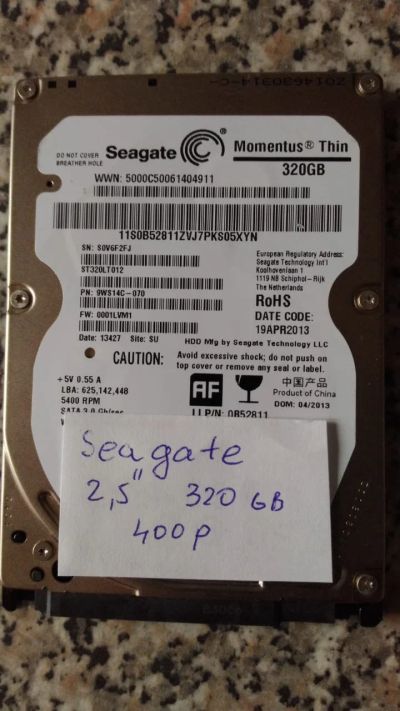 Z014630314-C-
DO NOT COVER
BREATHER HOLE
Seagate
Momentus® Thin
320GB
WWN: 5000C50061404911
11S0B52811ZVJ7PKS05XYN
SN: S0V6F2FJ
ST320LT012
PN: 9WS14C-070
FW: 0001LVM1
Date: 13427 Site: SU
European Regulatory Address:
Seagate Technology Int'l
Koolhovenlaan 1
1119 NB Schiphol - Rijk
The Netherlands
RoHS
DATE CODE:
19APR2013
HDD Mfg by Seagate Technology LLC
CAUTION: Avoid excessive shock; do not push on
top cover or remove any seal or label.
+5V 0.55 A
LBA: 625,142,448
5400 RPM
SATA 3.0 Gb/sec
AF
中国产品
Product of China
DOM: 04/2013
LLP/N: 0B52811
Seagate
2,5" 320 GB
400р